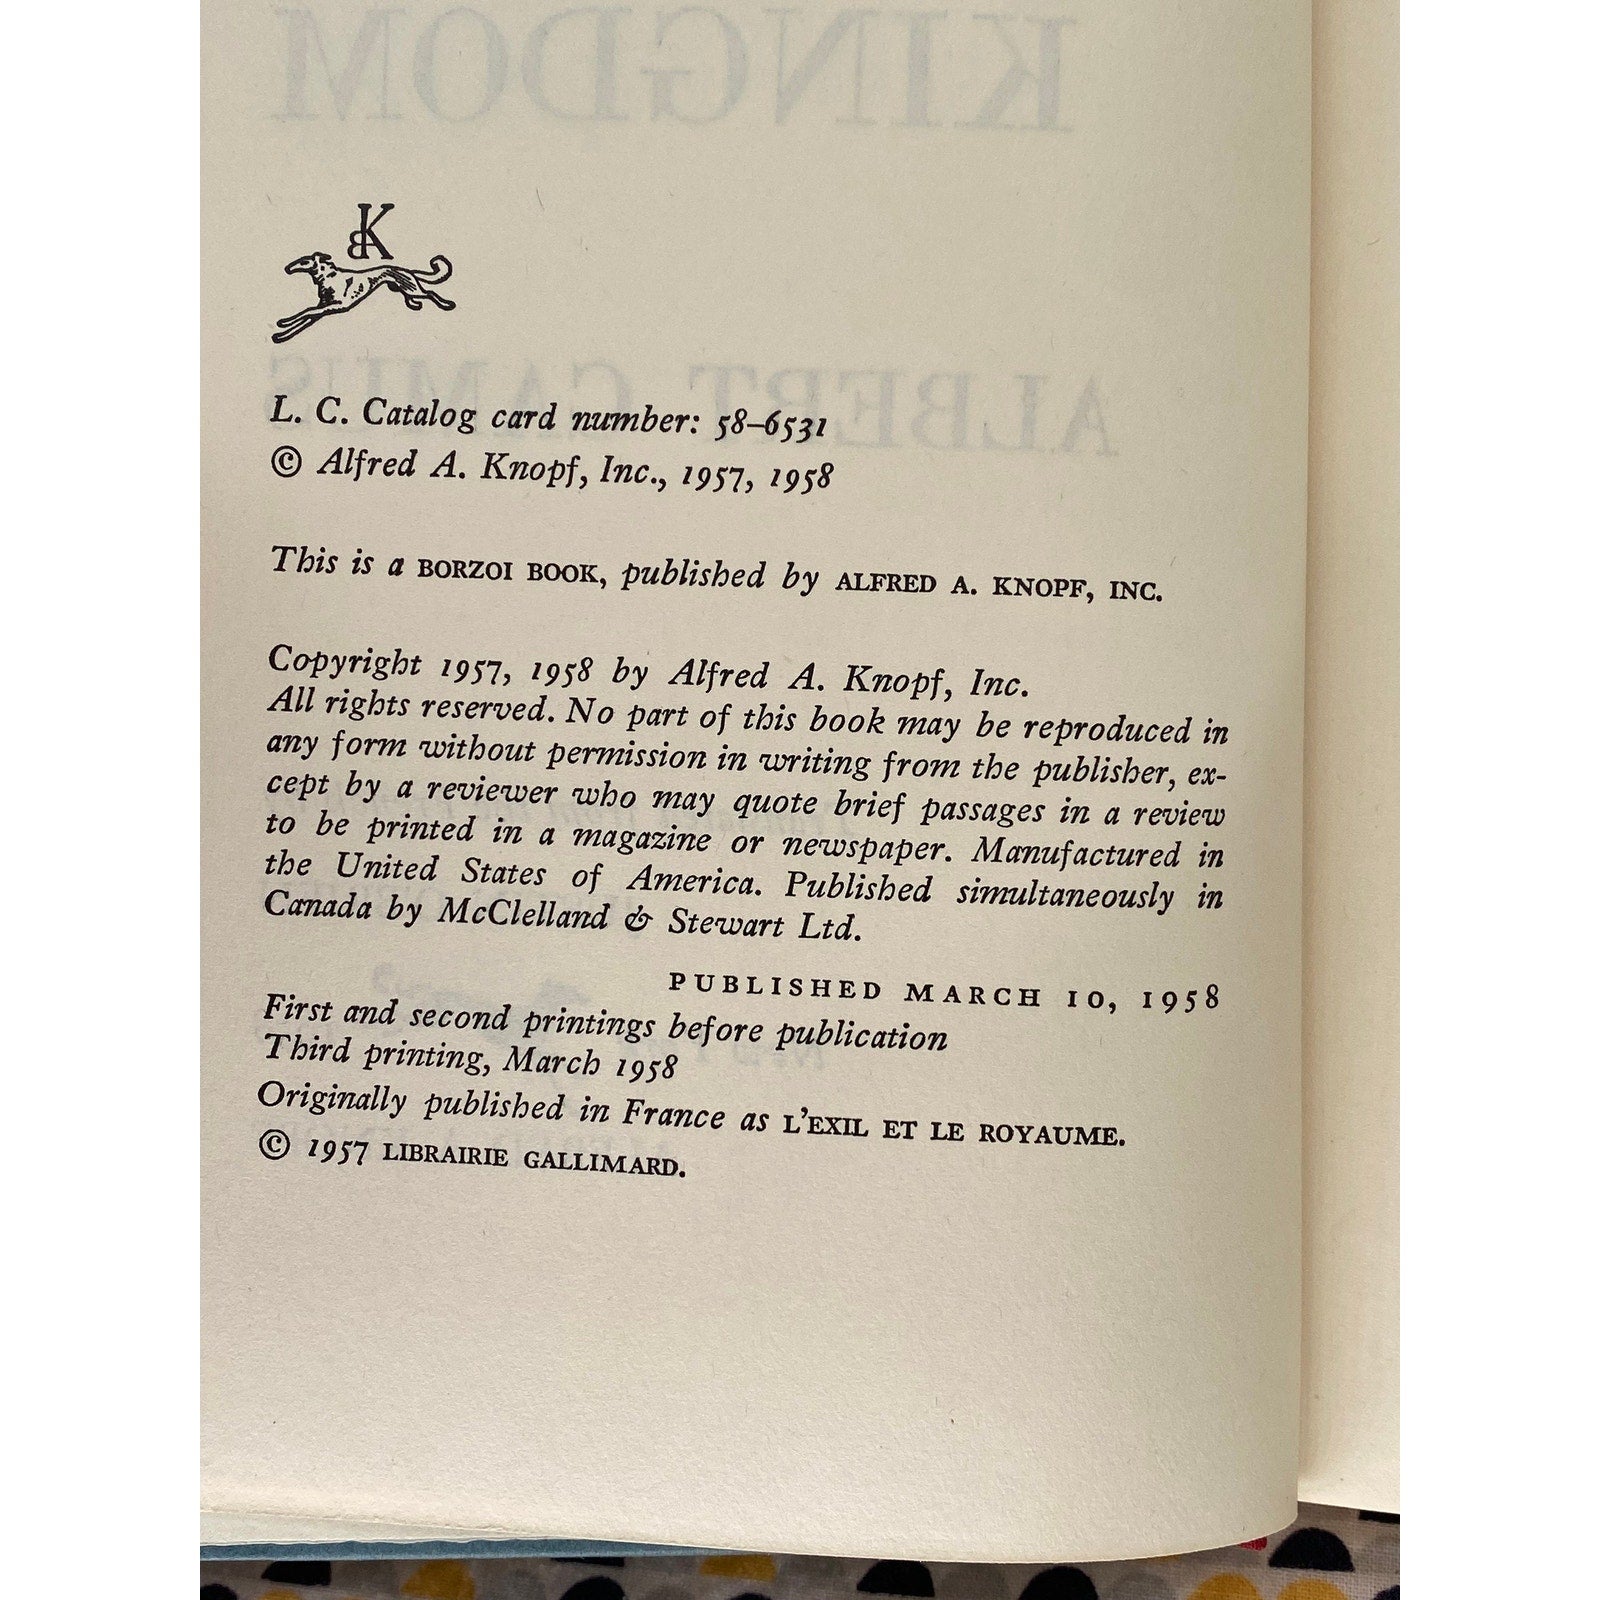 KINGDOM
BK
ALBERT CAMUS
L. C. Catalog card number: 58–6531
© Alfred A. Knopf, Inc., 1957, 1958
This is a BORZOI BOOK, published by ALFRED A. KNOPF, INC.
Copyright 1957, 1958 by Alfred A. Knopf, Inc.
All rights reserved. No part of this book may be reproduced in
any form without permission in writing from the publisher, ex-
cept by a reviewer who may quote brief passages in a review
to be printed in a magazine or newspaper. Manufactured in
the United States of America. Published simultaneously in
Canada by McClelland & Stewart Ltd.
PUBLISHED MARCH 10, 1958
First and second printings before publication
Third printing, March 1958
Originally published in France as L'EXIL ET LE ROYAUME.
© 1957 LIBRAIRIE GALLIMARD.